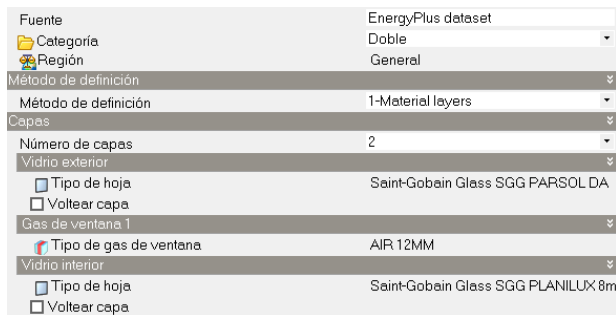 Fuente EnergyPlus dataset
Categoría Doble
Región General
Método de definición
Método de definición 1-Material layers
Capas
Número de capas 2
Vidrio exterior
Tipo de hoja Saint-Gobain Glass SGG PARSOL DA
Voltear capa
Gas de ventana 1
Tipo de gas de ventana AIR 12MM
Vidrio interior
Tipo de hoja Saint-Gobain Glass SGG PLANILUX 8m
Voltear capa